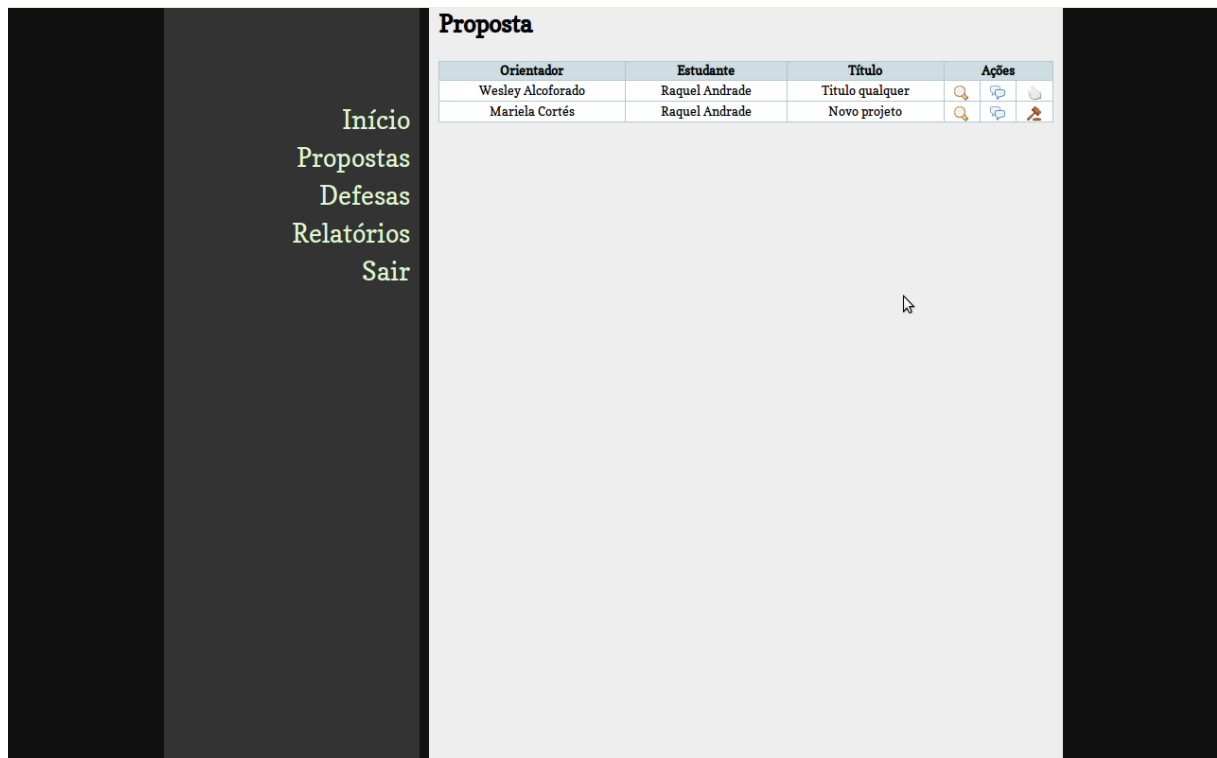 Início
Propostas
Defesas
Relatórios
Sair
Proposta
Orientador Estudante Título Ações
Wesley Alcoforado Raquel Andrade Titulo qualquer
Mariela Cortés Raquel Andrade Novo projeto